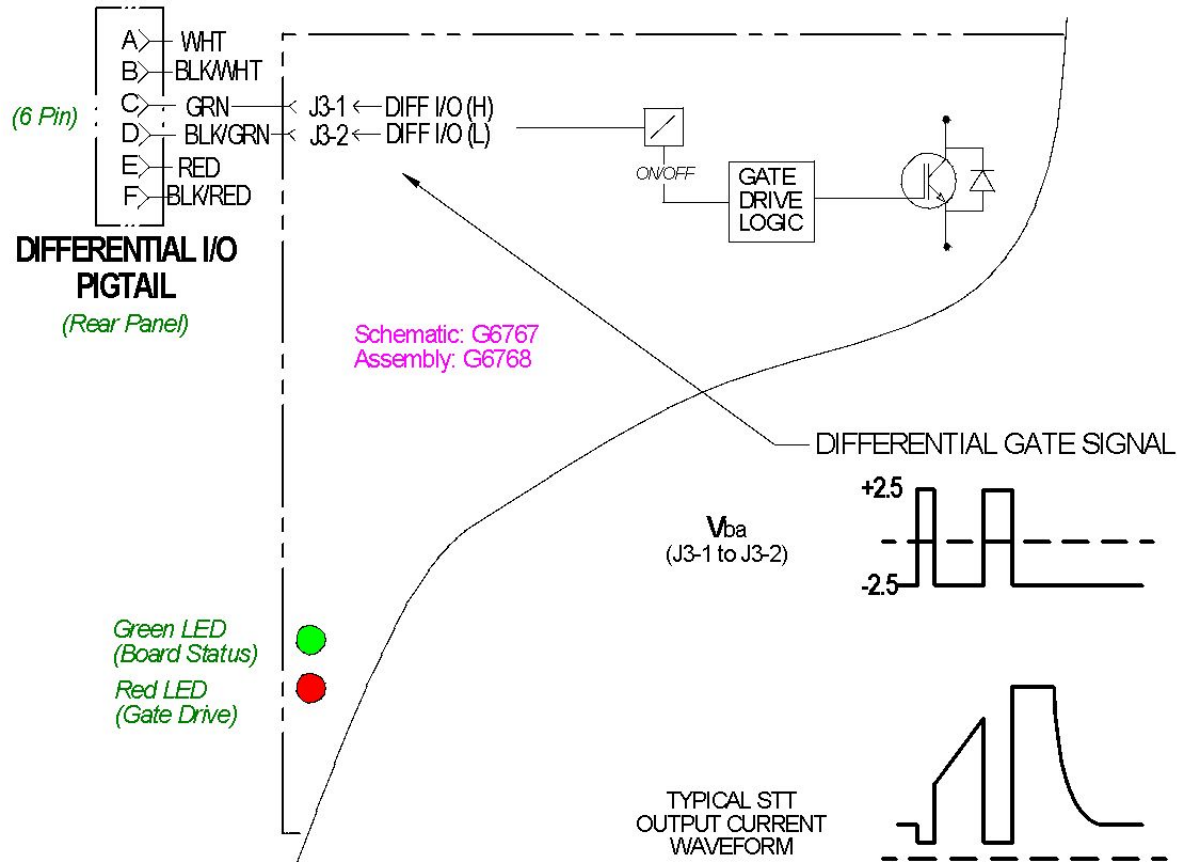 A WHT
B BLK/WHT
(6 Pin)
C GRN J3-1 DIFF I/O (H)
D BLK/GRN J3-2 DIFF I/O (L)
E RED
F BLK/RED
DIFFERENTIAL I/O
PIGTAIL
(Rear Panel)
ON/OFF
GATE
DRIVE
LOGIC
Schematic: G6767
Assembly: G6768
DIFFERENTIAL GATE SIGNAL
+2.5
Vba
(J3-1 to J3-2)
-2.5
Green LED
(Board Status)
Red LED
(Gate Drive)
TYPICAL STT
OUTPUT CURRENT
WAVEFORM